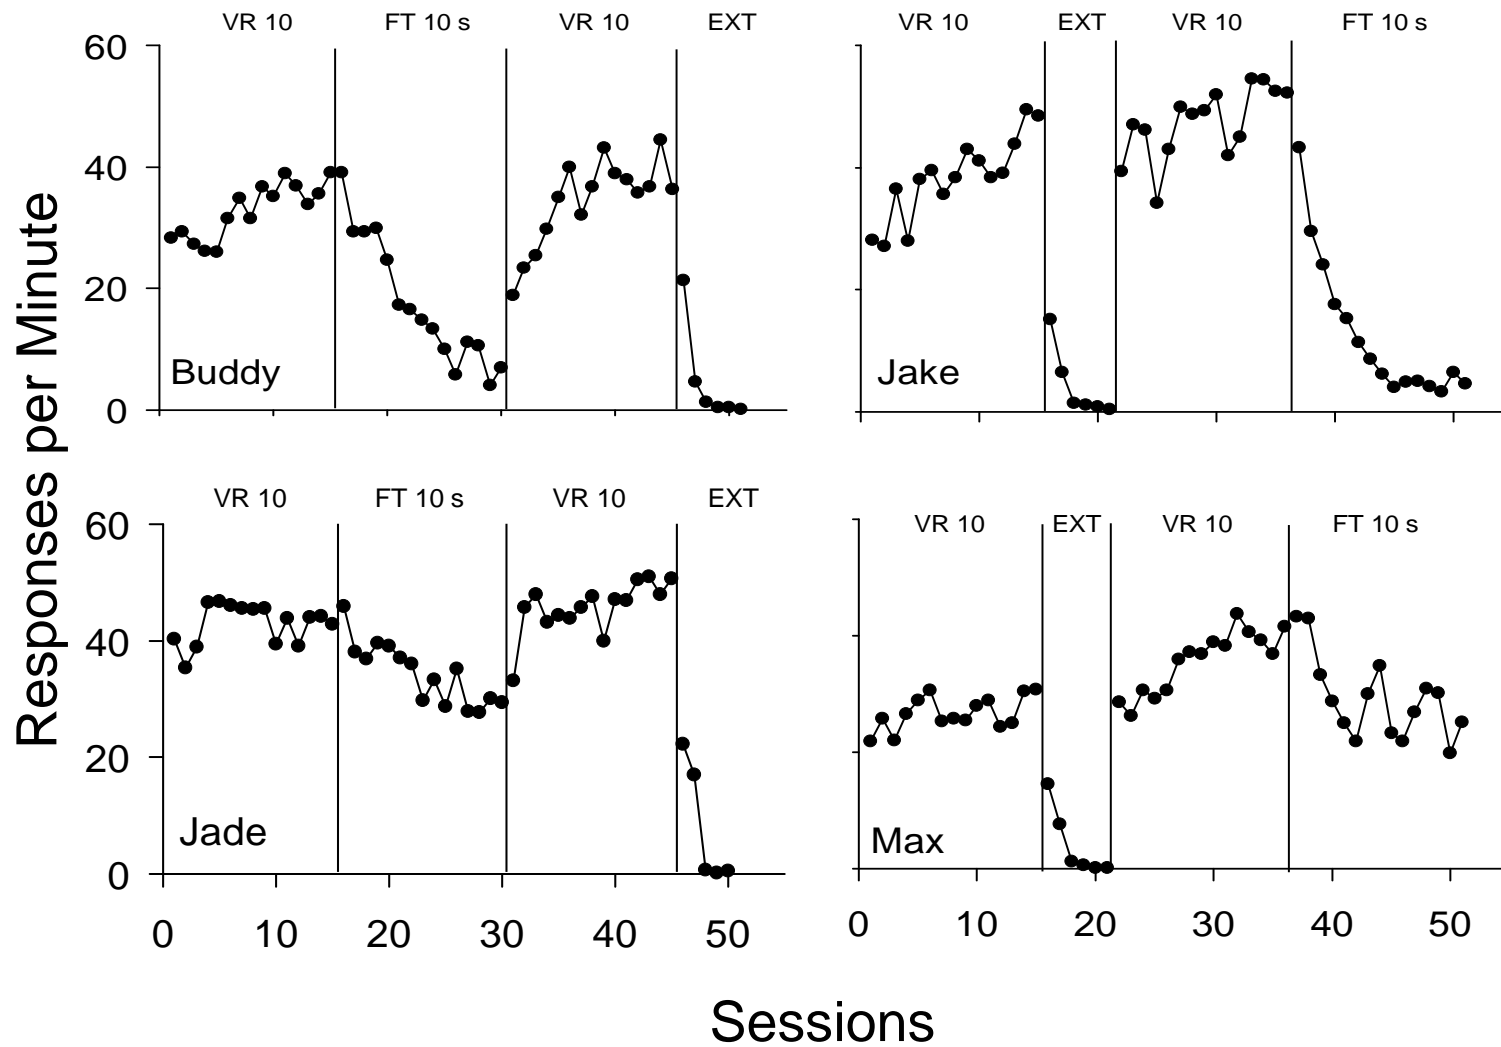 VR 10 FT 10 s VR 10 EXT
VR 10 EXT VR 10 FT 10 s
60
40
20
0
Buddy
Jake
Responses per Minute
VR 10 FT 10 s VR 10 EXT
VR 10 EXT VR 10 FT 10 s
60
40
20
0
Jade
Max
0 10 20 30 40 50
0 10 20 30 40 50
Sessions